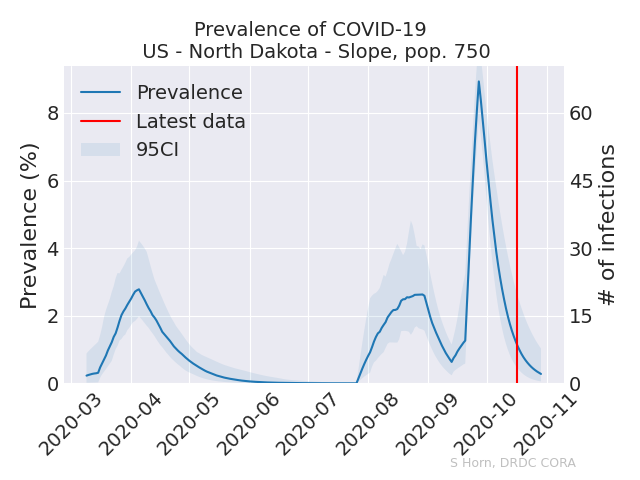 Prevalence of COVID-19
US - North Dakota - Slope, pop. 750
Prevalence
Latest data
95CI
Prevalence (%)
8
6
4
2
0
# of infections
60
45
30
15
0
2020-03
2020-04
2020-05
2020-06
2020-07
2020-08
2020-09
2020-10
2020-11
S Horn, DRDC CORA